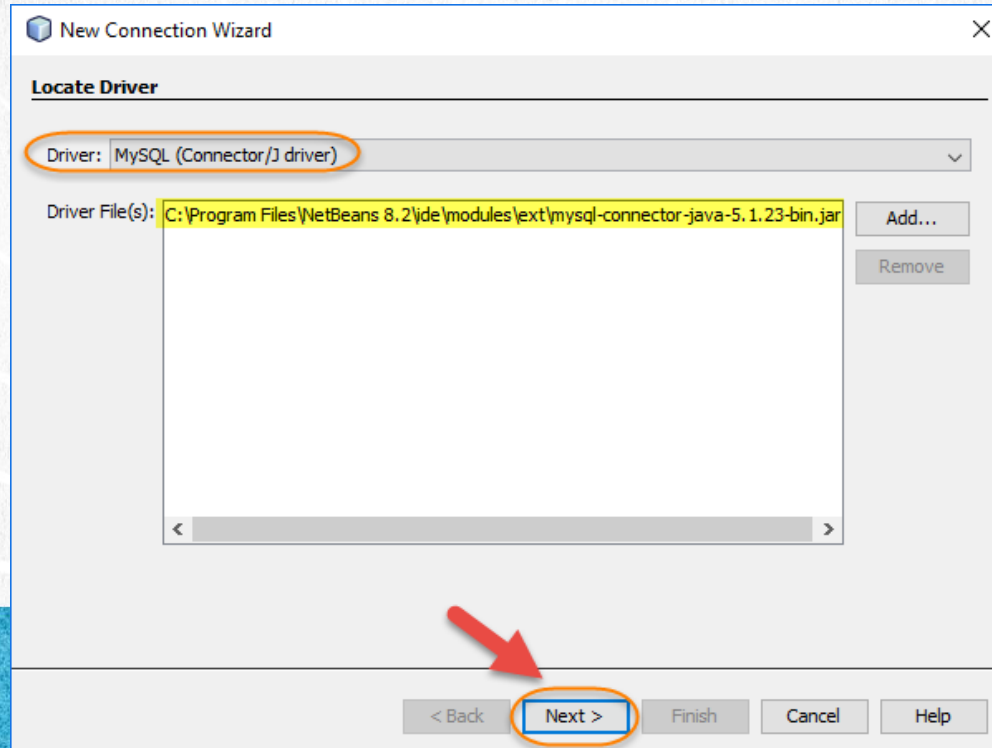 New Connection Wizard
Locate Driver
Driver: MySQL (Connector/J driver)
Driver File(s): C:\Program Files\NetBeans 8.2\ide\modules\ext\mysql-connector-java-5.1.23-bin.jar
Add...
Remove
< Back Next > Finish Cancel Help